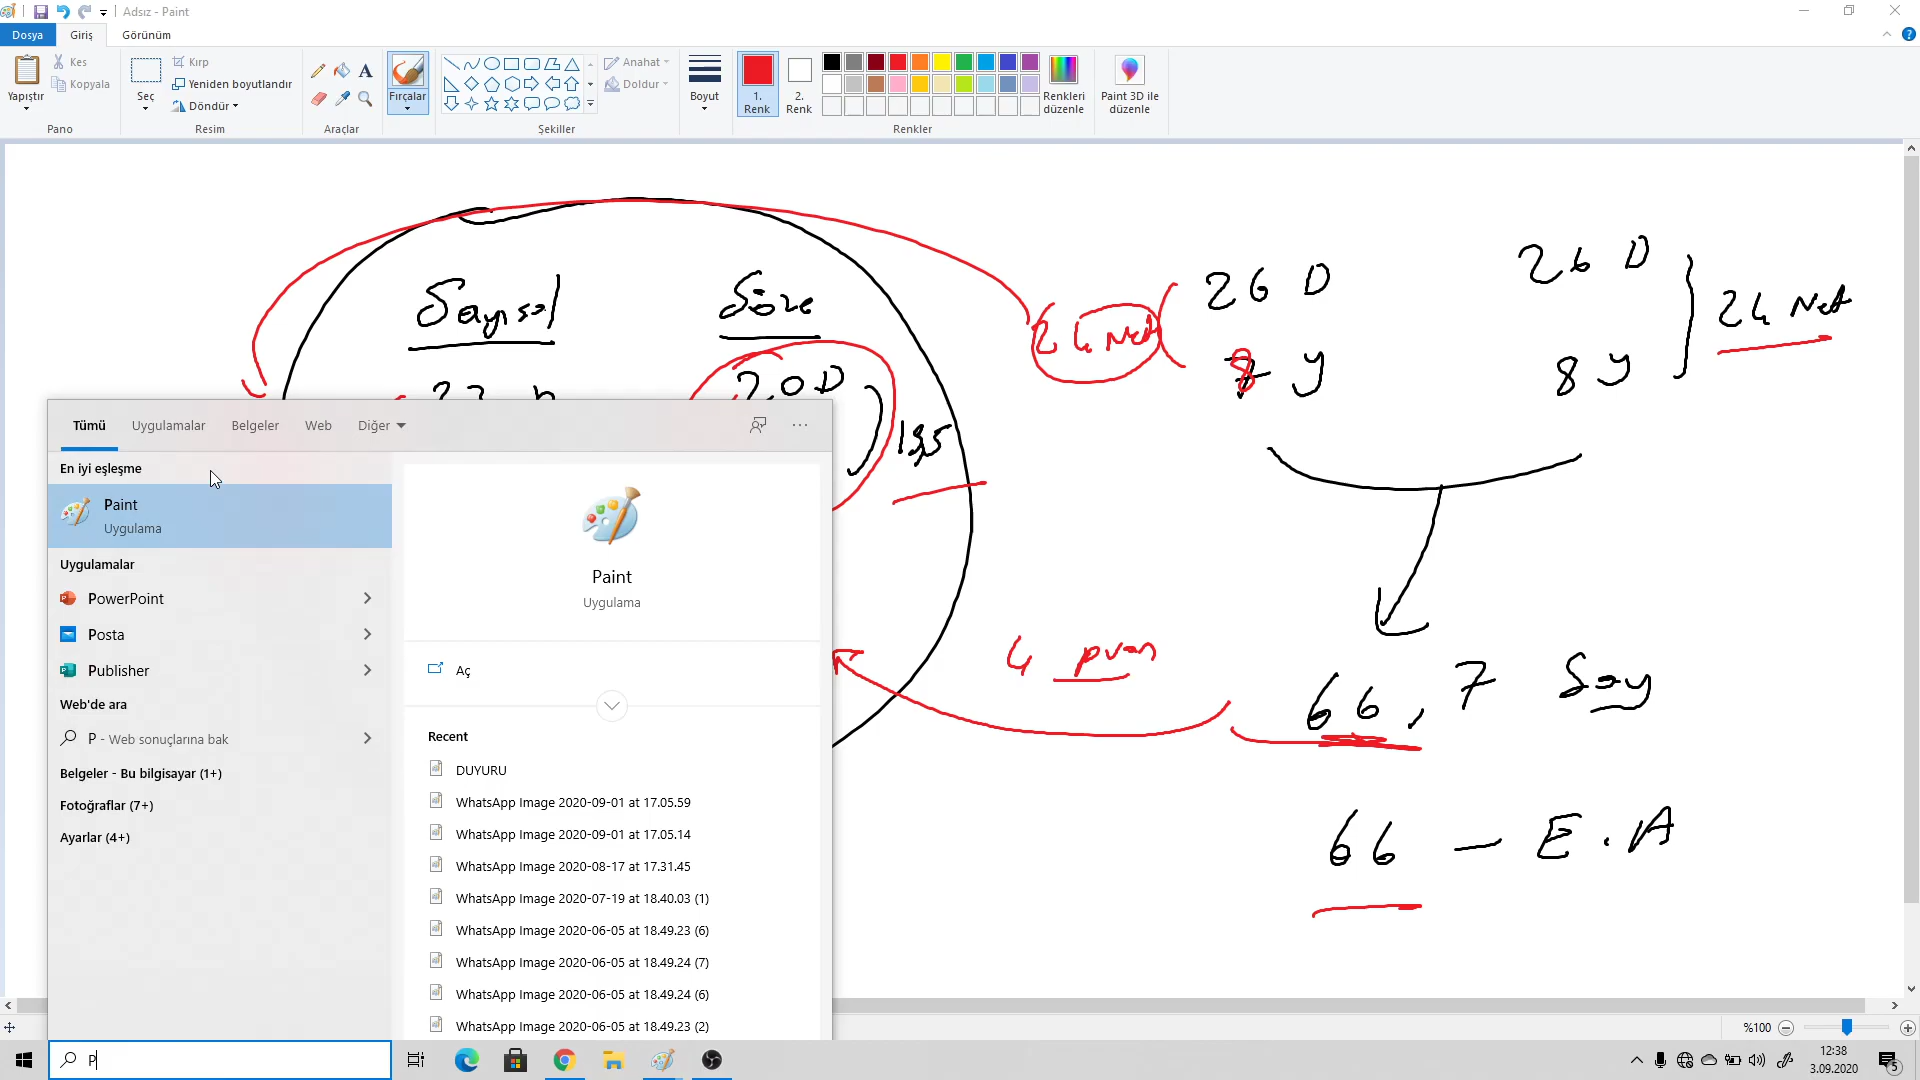 Adsız - Paint
Dosya Giriş Görünüm
Yapıştır
Kes
Kopyala
Pano
Seç
Kırp
Yeniden boyutlandır
Döndür
Resim
Araçlar
Fırçalar
Anahat
Doldur
Şekiller
Boyut
1. Renk
2. Renk
Renkleri düzenle
Renkler
Paint 3D ile düzenle
Sayısal
20 D
24 Net
26 D
8 y
26 D
8 y
24 Net
4 puan
66,7 Say
66 - E.A
Tümü Uygulamalar Belgeler Web Diğer
En iyi eşleşme
Paint
Uygulama
Uygulamalar
PowerPoint
Posta
Publisher
Web'de ara
P - Web sonuçlarına bak
Belgeler - Bu bilgisayar (1+)
Fotoğraflar (7+)
Ayarlar (4+)
Paint
Uygulama
Aç
Recent
DUYURU
WhatsApp Image 2020-09-01 at 17.05.59
WhatsApp Image 2020-09-01 at 17.05.14
WhatsApp Image 2020-08-17 at 17.31.45
WhatsApp Image 2020-07-19 at 18.40.03 (1)
WhatsApp Image 2020-06-05 at 18.49.23 (6)
WhatsApp Image 2020-06-05 at 18.49.24 (7)
WhatsApp Image 2020-06-05 at 18.49.24 (6)
WhatsApp Image 2020-06-05 at 18.49.23 (2)
%100
P
12:38
3.09.2020
5